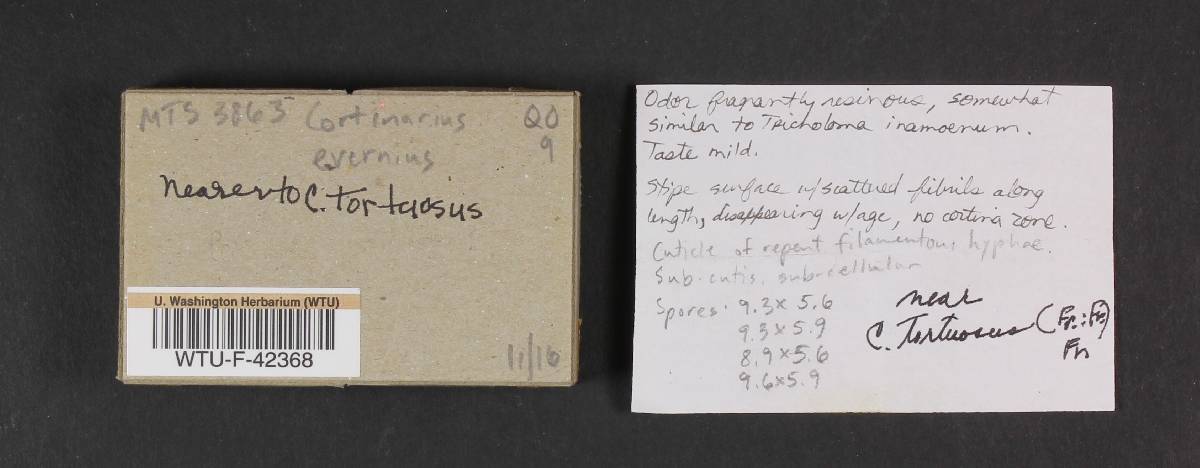 MTS 3865 Cortinarius QO
evernius 9
nearer to C. tortuosus
U. Washington Herbarium (WTU)
WTU-F-42368
11/16
Odor fragrantly resinous, somewhat
similar to Tricholoma inamoenum.
Taste mild.
Stipe surface w/scattered fibrils along
length, disappearing w/age, no cortina zone.
Cuticle of repent filamentous hyphae.
Sub-cutis, sub-cellular
Spores: 9.3 x 5.6
9.3 x 5.9
8.9 x 5.6
9.6 x 5.9
near
C. Tortuosus (Fr.: Fr.)
Fr.